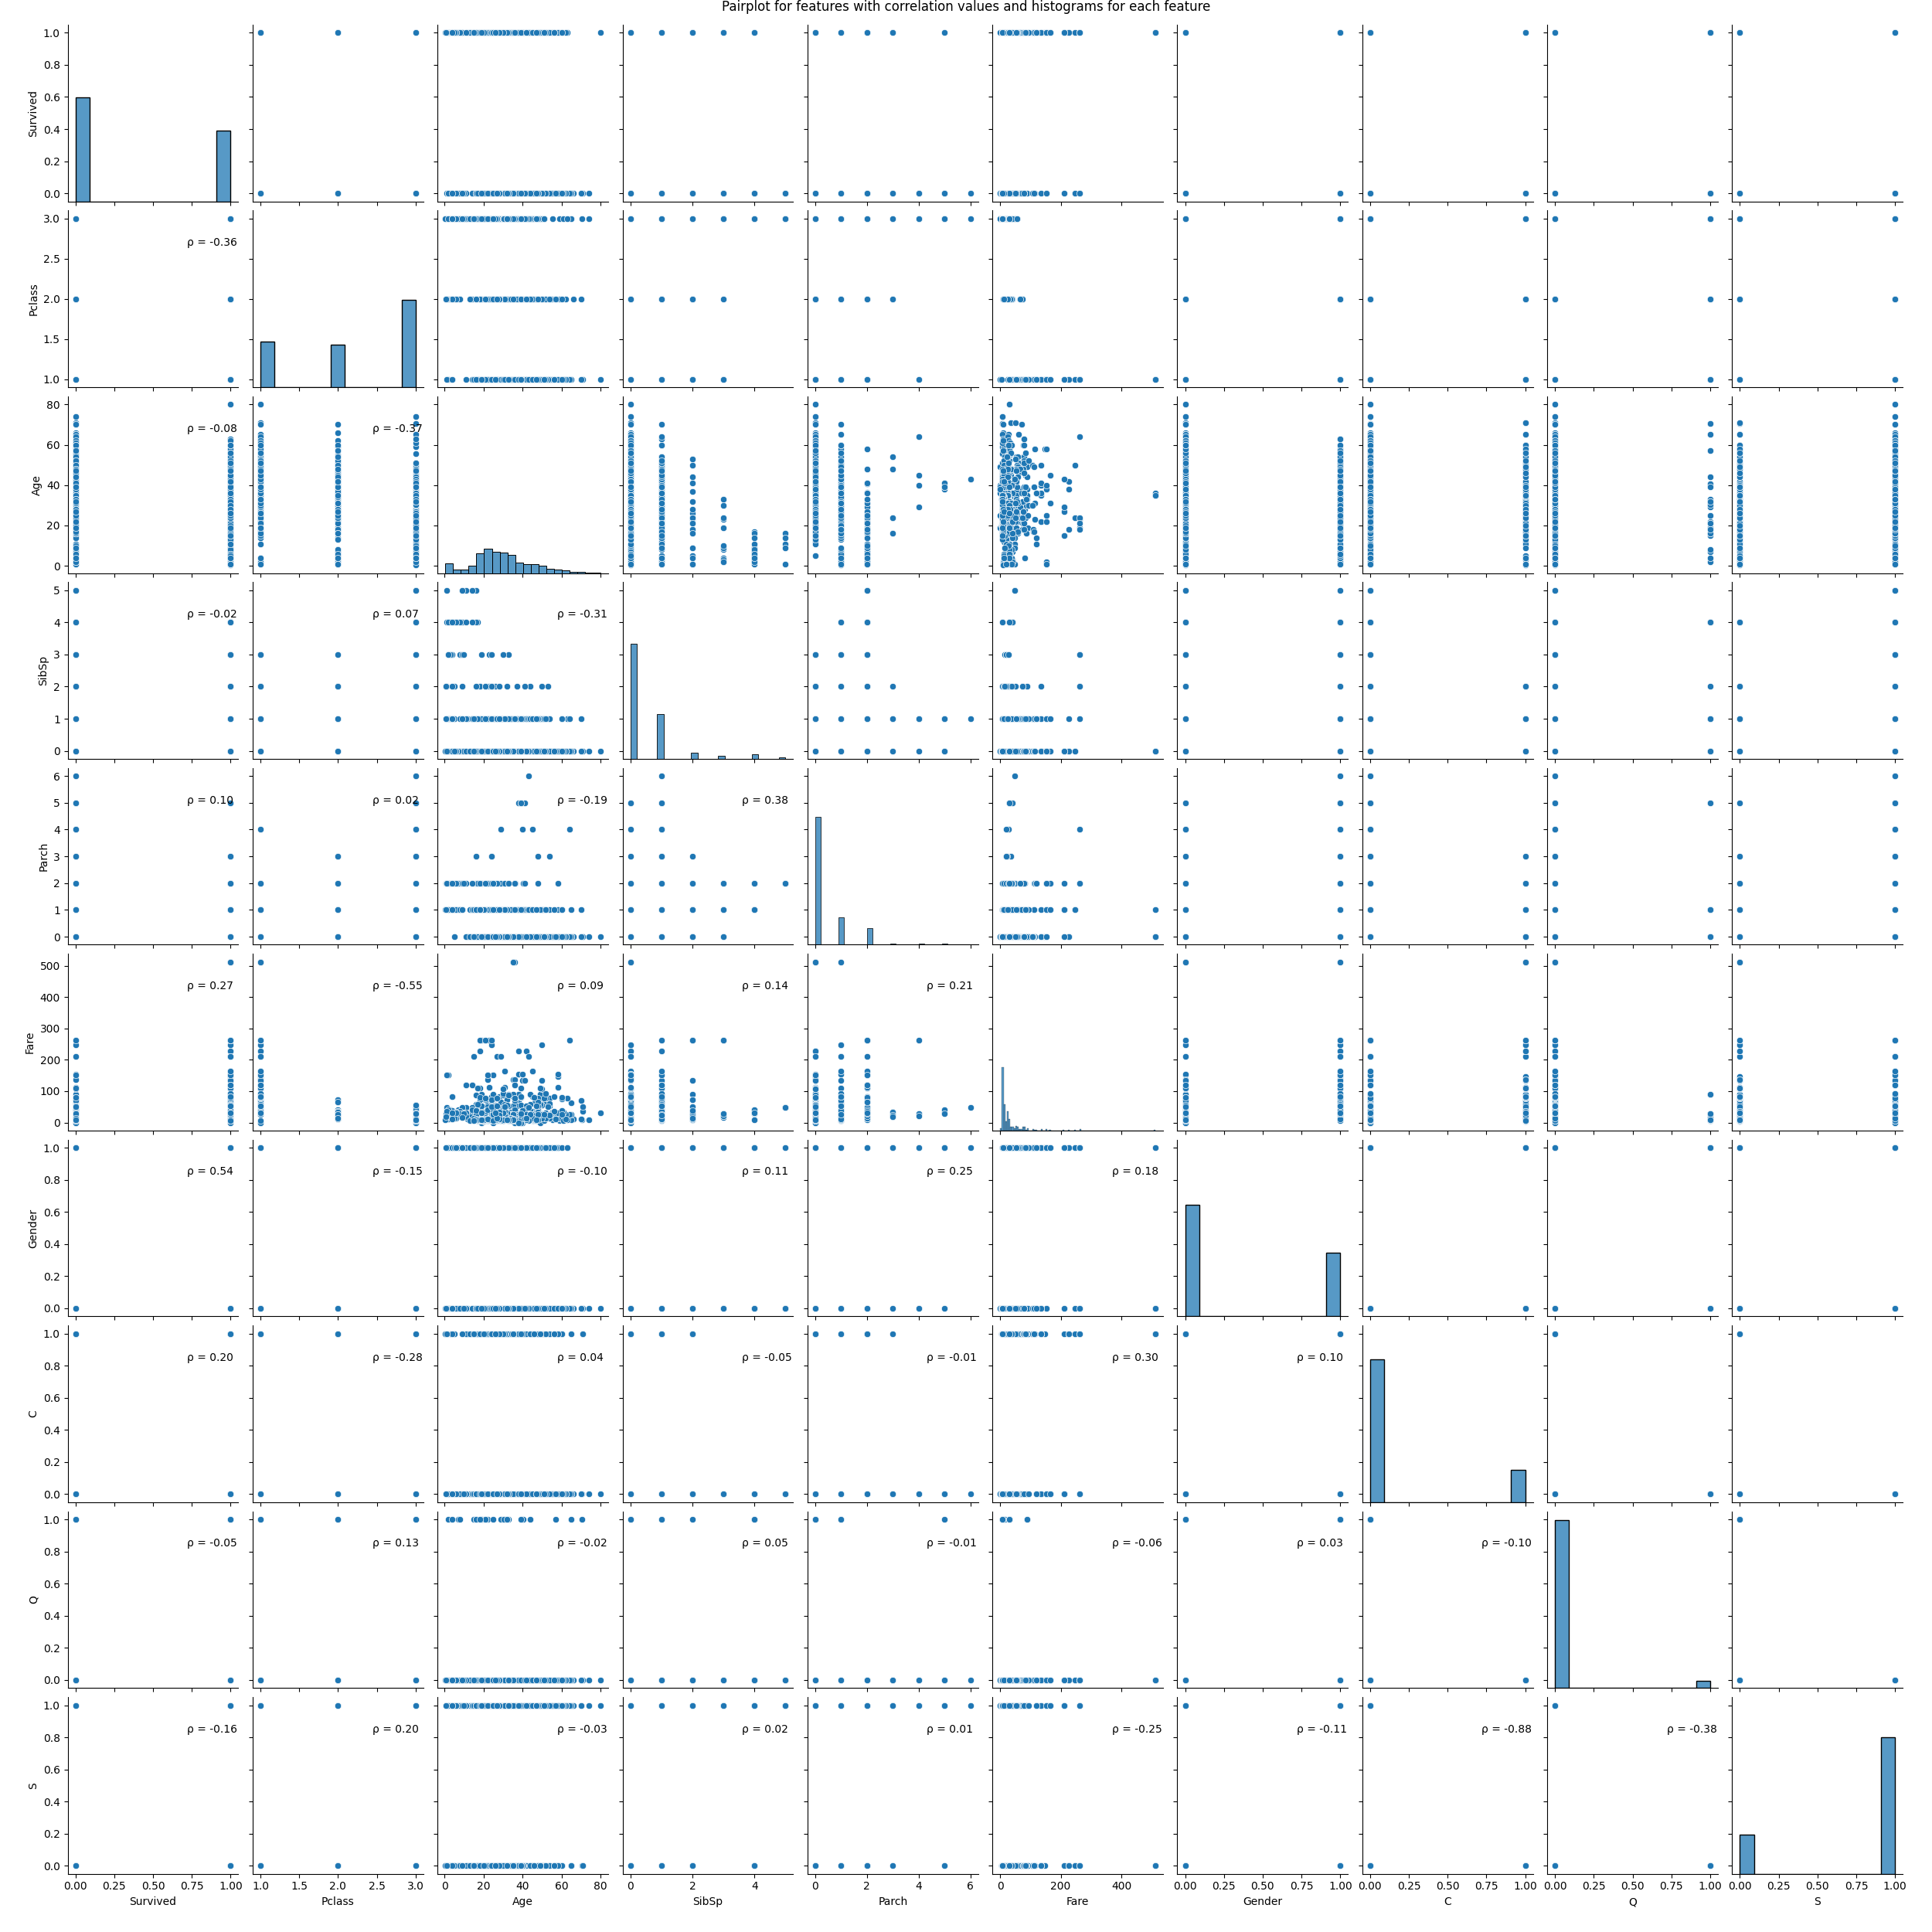 Pairplot for features with correlation values and histograms for each feature
1.0
0.8
0.6
0.4
0.2
0.0
Survived
3.0
2.5
2.0
1.5
1.0
Pclass
ρ = -0.36
80
60
40
20
0
Age
ρ = -0.08
ρ = -0.37
5
4
3
2
1
0
SibSp
ρ = -0.02
ρ = 0.07
ρ = -0.31
6
5
4
3
2
1
0
Parch
ρ = 0.10
ρ = 0.02
ρ = -0.19
ρ = 0.38
500
400
300
200
100
0
Fare
ρ = 0.27
ρ = -0.55
ρ = 0.09
ρ = 0.14
ρ = 0.21
1.0
0.8
0.6
0.4
0.2
0.0
Gender
ρ = 0.54
ρ = -0.15
ρ = -0.10
ρ = 0.11
ρ = 0.25
ρ = 0.18
1.0
0.8
0.6
0.4
0.2
0.0
C
ρ = 0.20
ρ = -0.28
ρ = 0.04
ρ = -0.05
ρ = -0.01
ρ = 0.30
ρ = 0.10
1.0
0.8
0.6
0.4
0.2
0.0
Q
ρ = -0.05
ρ = 0.13
ρ = -0.02
ρ = 0.05
ρ = -0.01
ρ = -0.06
ρ = 0.03
ρ = -0.10
1.0
0.8
0.6
0.4
0.2
0.0
S
ρ = -0.16
ρ = 0.20
ρ = -0.03
ρ = 0.02
ρ = 0.01
ρ = -0.25
ρ = -0.11
ρ = -0.88
ρ = -0.38
0.00 0.25 0.50 0.75 1.00
Survived
1.0 1.5 2.0 2.5 3.0
Pclass
0 20 40 60 80
Age
0 2 4
SibSp
0 2 4 6
Parch
0 200 400
Fare
0.00 0.25 0.50 0.75 1.00
Gender
0.00 0.25 0.50 0.75 1.00
C
0.00 0.25 0.50 0.75 1.00
Q
0.00 0.25 0.50 0.75 1.00
S